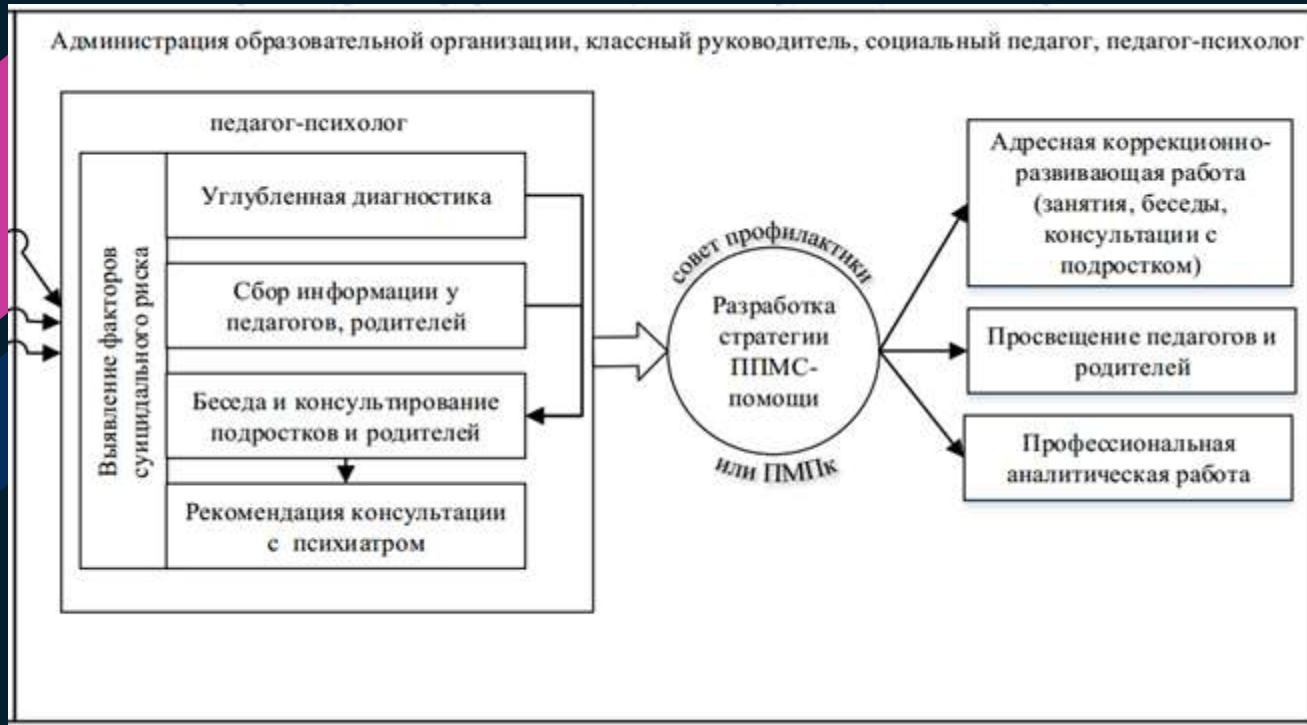 Администрация образовательной организации, классный руководитель, социальный педагог, педагог-психолог
педагог-психолог
Выявление факторов
суицидального риска
Углубленная диагностика
Сбор информации у
педагогов, родителей
Беседа и консультирование
подростков и родителей
Рекомендация консультации
с психиатром
совет профилактики
Разработка
стратегии
ППМС-
помощи
или ПМПк
Адресная коррекционно-
развивающая работа
(занятия, беседы,
консультации с
подростком)
Просвещение педагогов и
родителей
Профессиональная
аналитическая работа